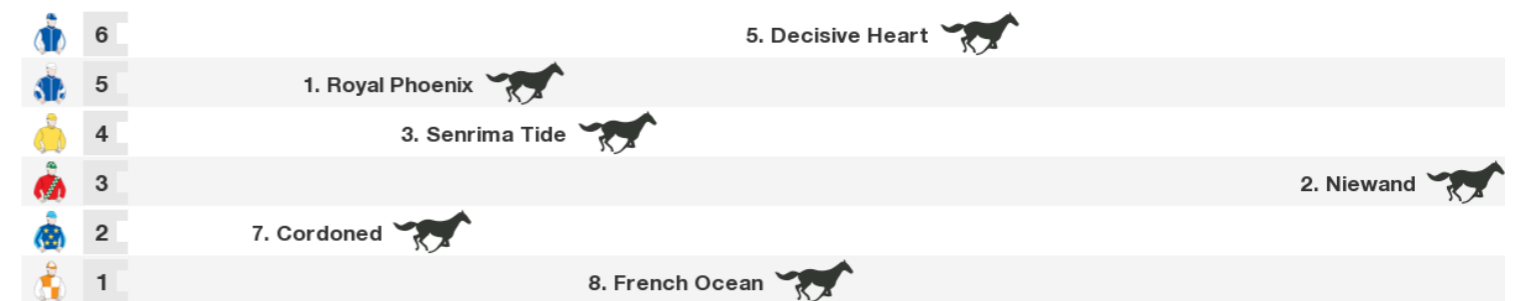 6 5. Decisive Heart
5 1. Royal Phoenix
4 3. Senrima Tide
3 2. Niewand
2 7. Cordoned
1 8. French Ocean